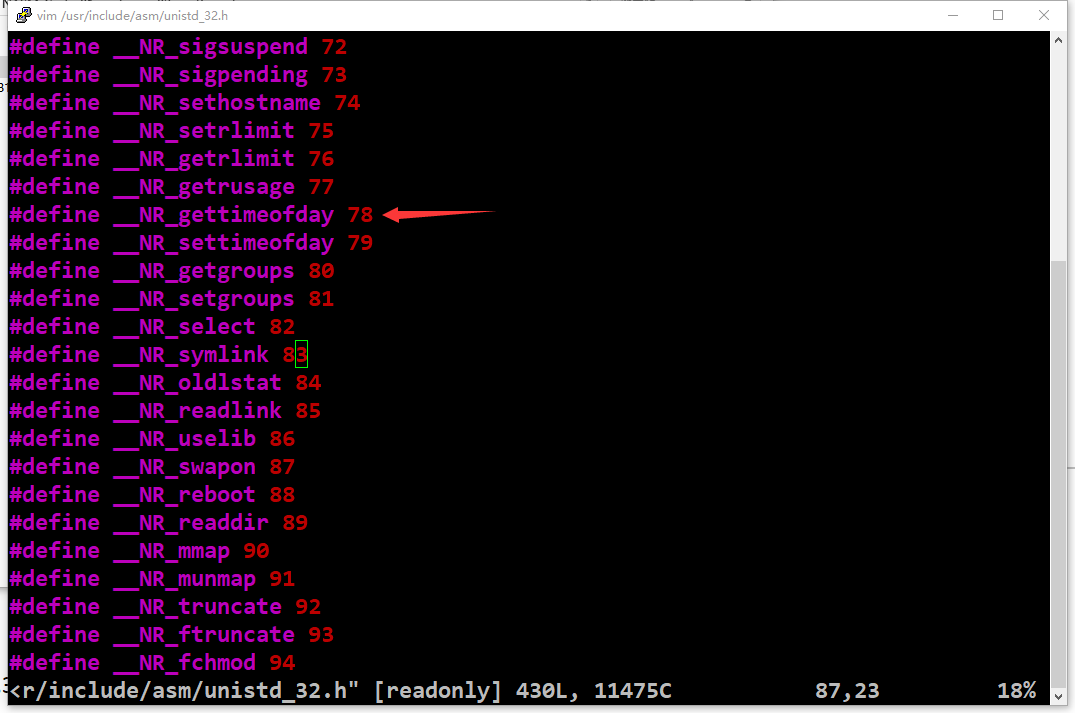 vim /usr/include/asm/unistd_32.h
#define __NR_sigsuspend 72
#define __NR_sigpending 73
#define __NR_sethostname 74
#define __NR_setrlimit 75
#define __NR_getrlimit 76
#define __NR_getrusage 77
#define __NR_gettimeofday 78
#define __NR_settimeofday 79
#define __NR_getgroups 80
#define __NR_setgroups 81
#define __NR_select 82
#define __NR_symlink 83
#define __NR_oldlstat 84
#define __NR_readlink 85
#define __NR_uselib 86
#define __NR_swapon 87
#define __NR_reboot 88
#define __NR_readdir 89
#define __NR_mmap 90
#define __NR_munmap 91
#define __NR_truncate 92
#define __NR_ftruncate 93
#define __NR_fchmod 94
<r/include/asm/unistd_32.h" [readonly] 430L, 11475C 87,23 18%